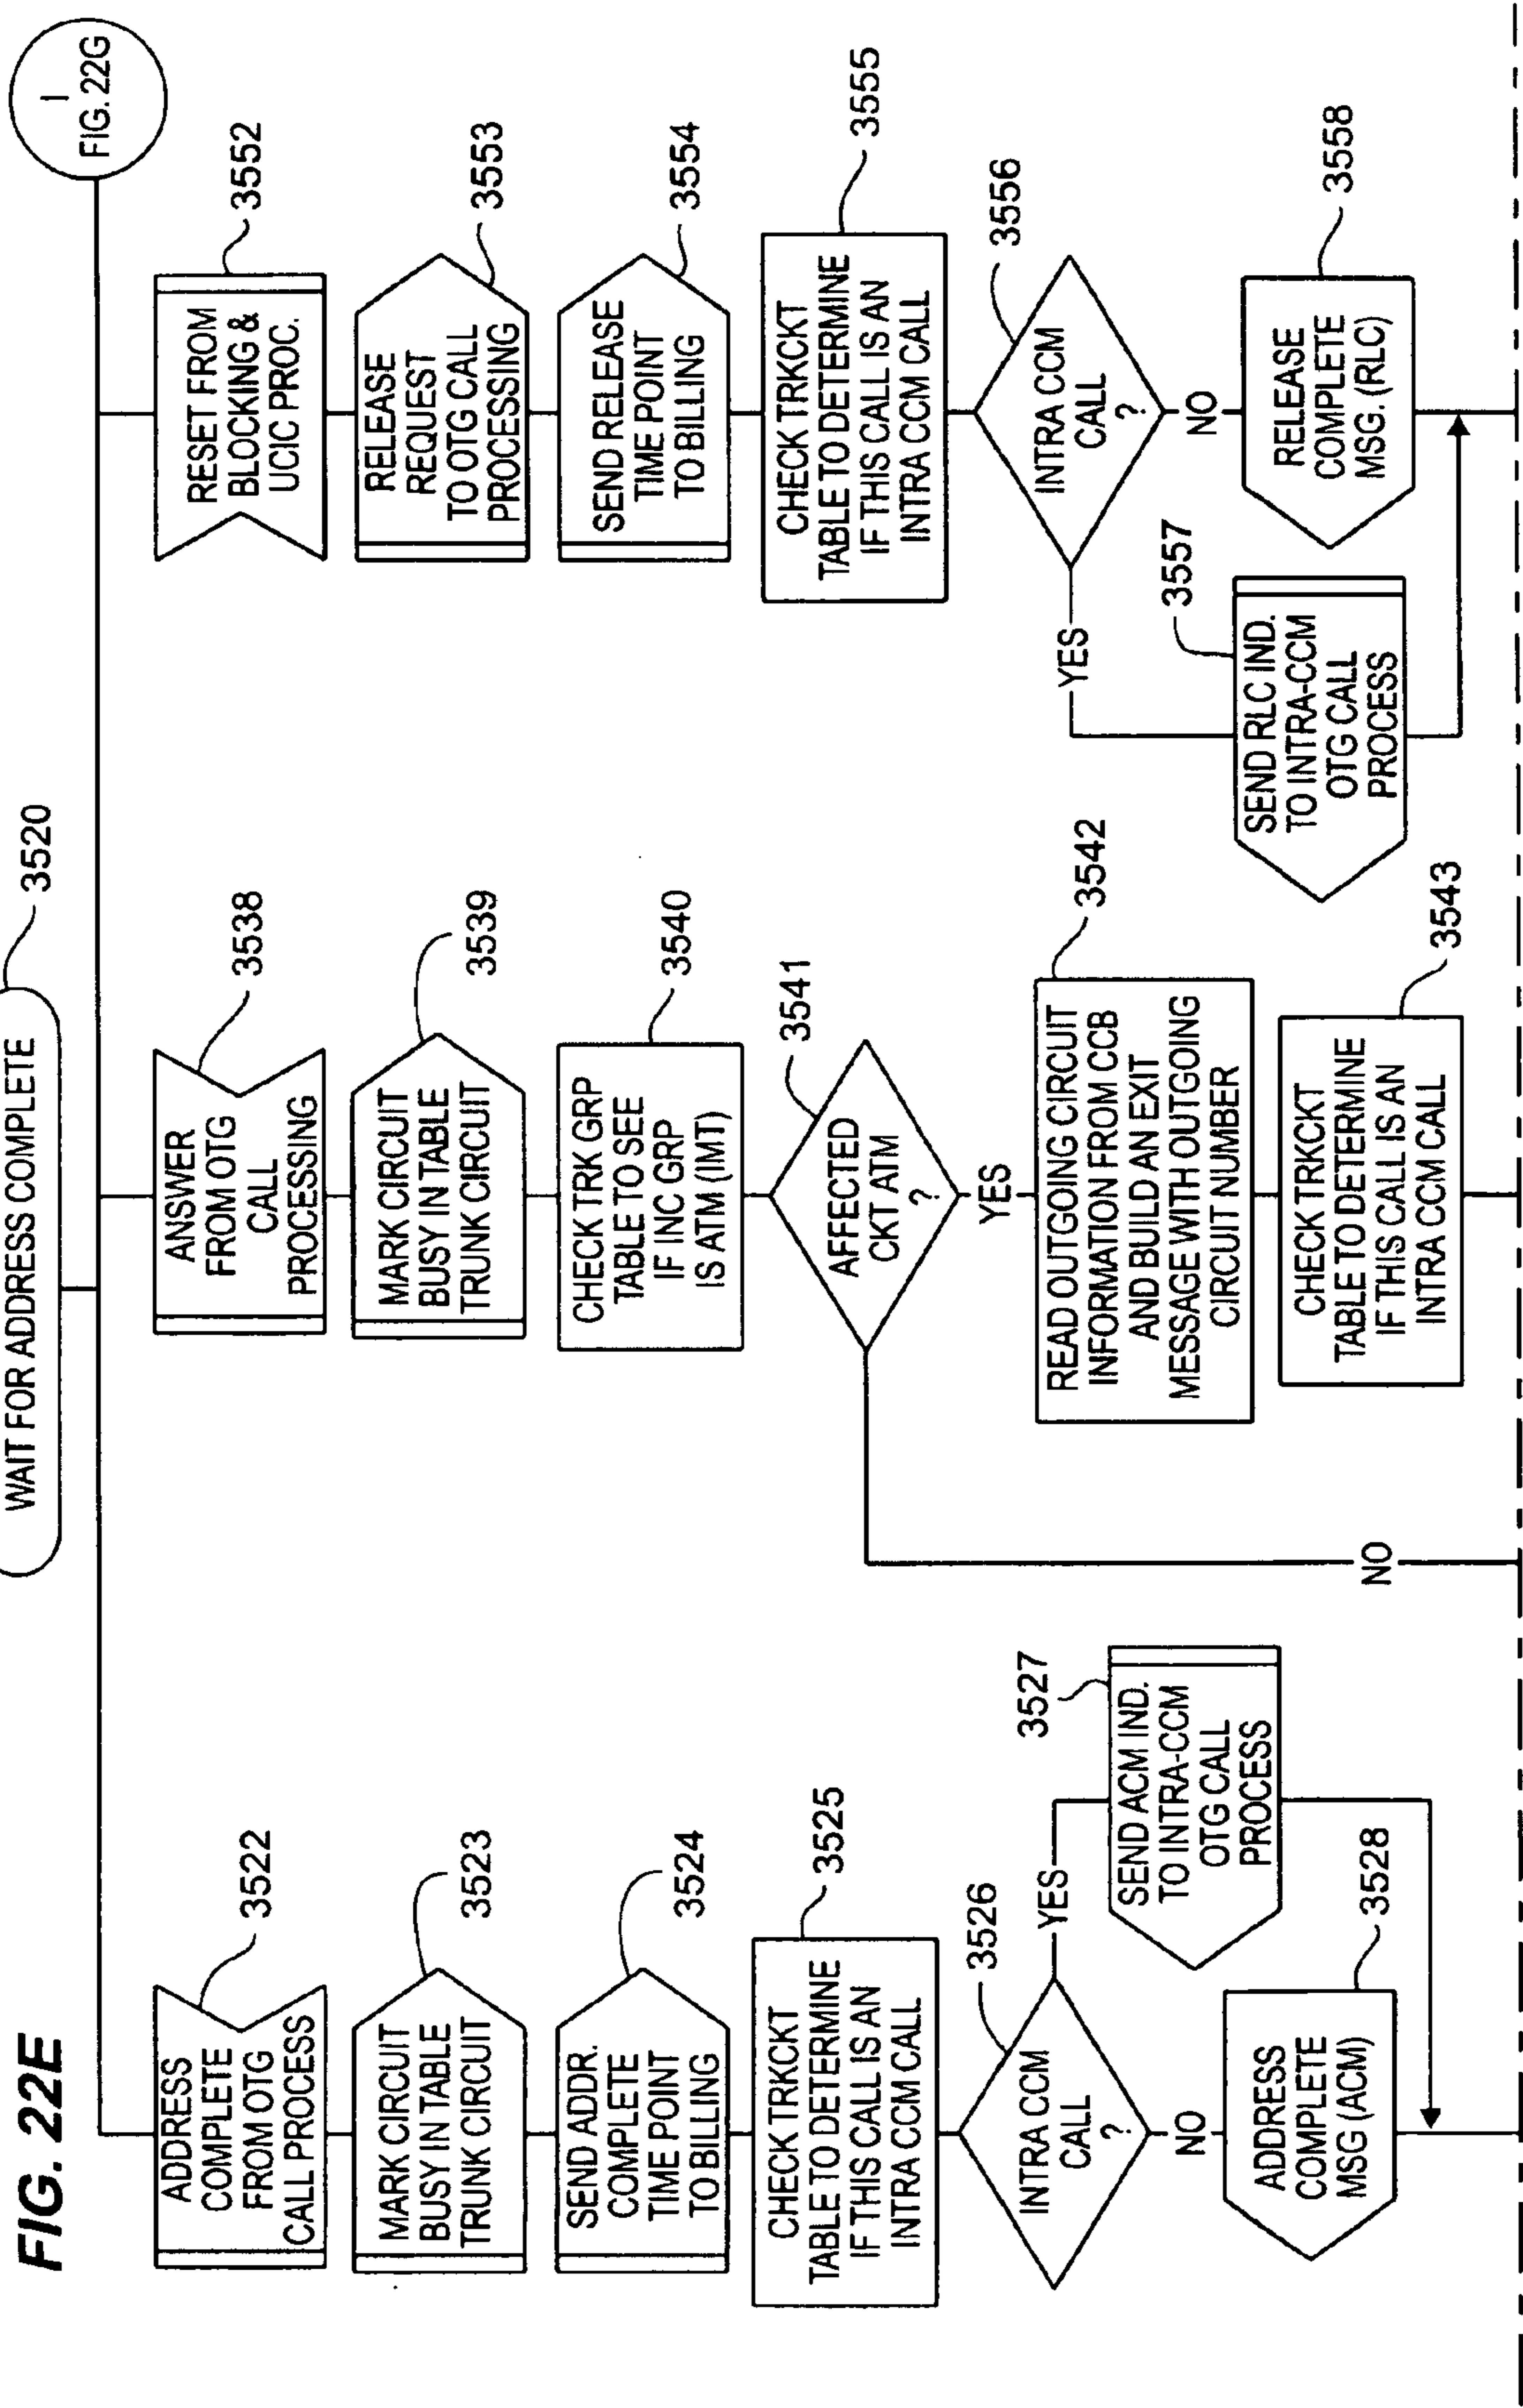 FIG. 22E
WAIT FOR ADDRESS COMPLETE
3520
I
FIG. 22G
ADDRESS
COMPLETE
FROM OTG
CALL PROCESS
3522
MARK CIRCUIT
BUSY IN TABLE
TRUNK CIRCUIT
3523
SEND ADDR.
COMPLETE
TIME POINT
TO BILLING
3524
CHECK TRKCKT
TABLE TO DETERMINE
IF THIS CALL IS AN
INTRA CCM CALL
3525
INTRA CCM
CALL
?
3526
YES
NO
SEND ACM IND.
TO INTRA-CCM
OTG CALL
PROCESS
3527
ADDRESS
COMPLETE
MSG (ACM)
3528
ANSWER
FROM OTG
CALL
PROCESSING
3538
MARK CIRCUIT
BUSY IN TABLE
TRUNK CIRCUIT
3539
CHECK TRK GRP
TABLE TO SEE
IF INC GRP
IS ATM (IMT)
3540
AFFECTED
CKT ATM
?
3541
YES
NO
READ OUTGOING CIRCUIT
INFORMATION FROM CCB
AND BUILD AN EXIT
MESSAGE WITH OUTGOING
CIRCUIT NUMBER
3542
CHECK TRKCKT
TABLE TO DETERMINE
IF THIS CALL IS AN
INTRA CCM CALL
3543
RESET FROM
BLOCKING &
UCIC PROC.
3552
RELEASE
REQUEST
TO OTG CALL
PROCESSING
3553
SEND RELEASE
TIME POINT
TO BILLING
3554
CHECK TRKCKT
TABLE TO DETERMINE
IF THIS CALL IS AN
INTRA CCM CALL
3555
INTRA CCM
CALL
?
3556
YES
NO
SEND RLC IND.
TO INTRA-CCM
OTG CALL
PROCESS
3557
RELEASE
COMPLETE
MSG. (RLC)
3558